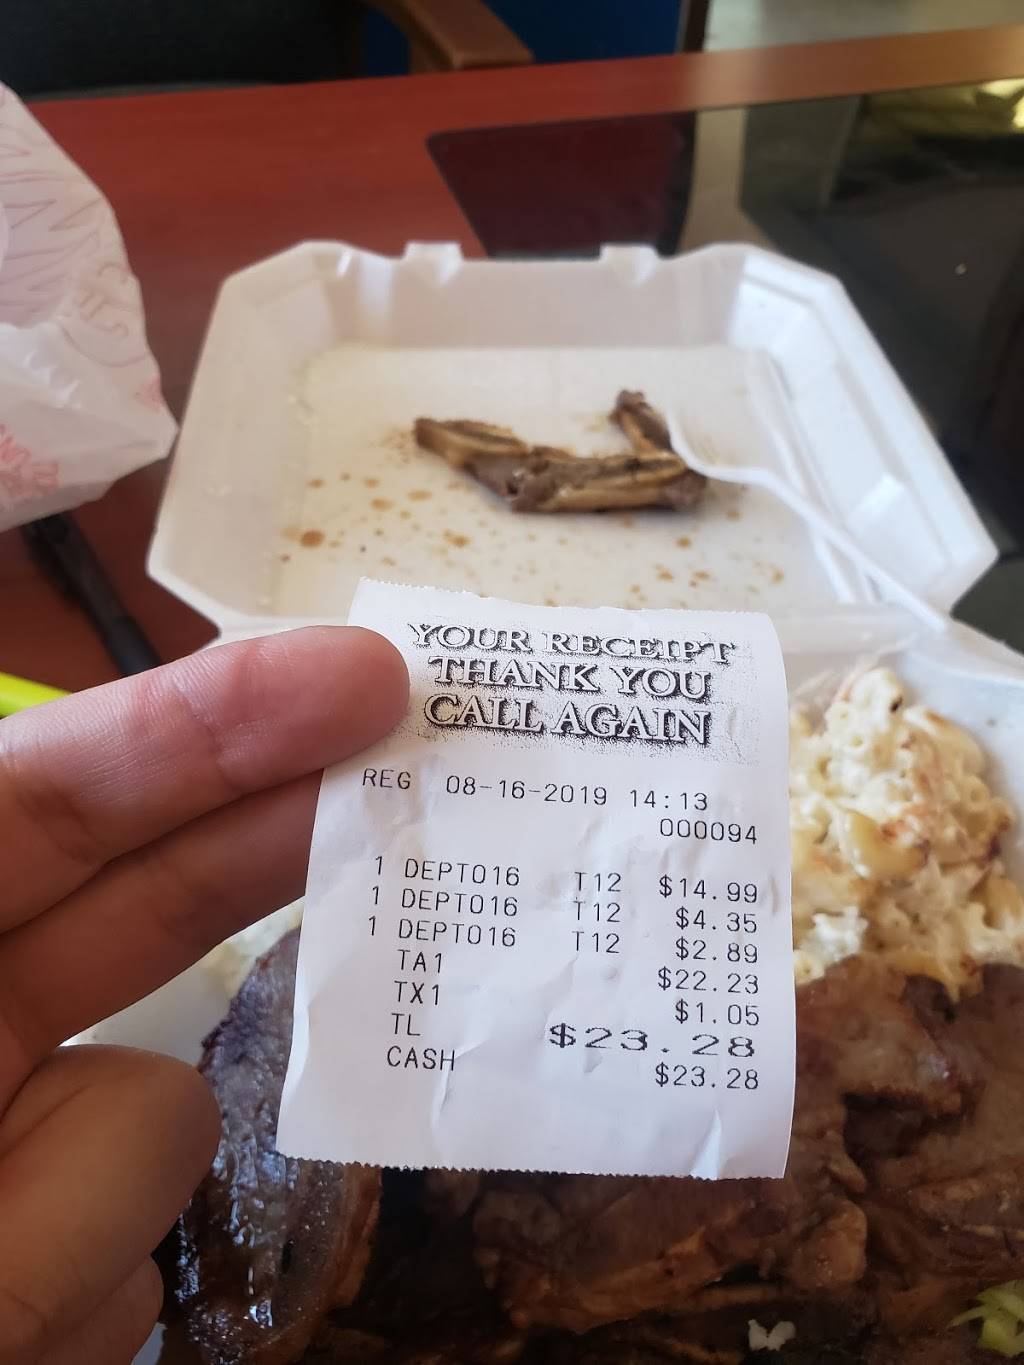 YOUR RECEIPT
THANK YOU
CALL AGAIN
REG 08-16-2019 14:13
000094
1 DEPT016 T12 $14.99
1 DEPT016 T12 $4.35
1 DEPT016 T12 $2.89
TA1 $22.23
TX1 $1.05
TL $23.28
CASH $23.28